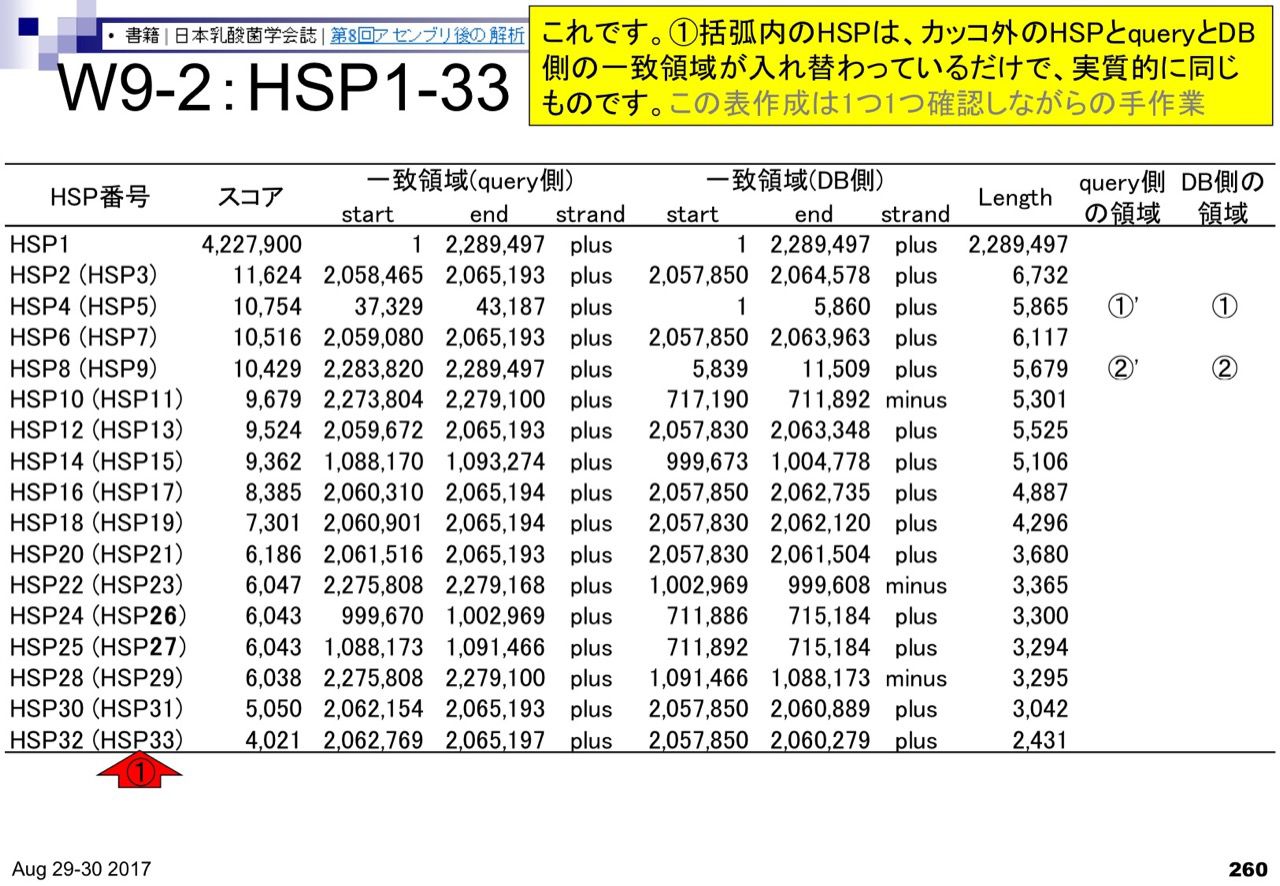 • 書籍 | 日本乳酸菌学会誌 | 第8回アセンブリ後の解析
W9-2：HSP1-33
これです。①括弧内のHSPは、カッコ外のHSPとqueryとDB
側の一致領域が入れ替わっているだけで、実質的に同じ
ものです。この表作成は1つ1つ確認しながらの手作業
HSP番号 スコア 一致領域(query側) 一致領域(DB側) Length query側の領域 DB側の領域
start end strand start end strand
HSP1 4,227,900 1 2,289,497 plus 1 2,289,497 plus 2,289,497
HSP2 (HSP3) 11,624 2,058,465 2,065,193 plus 2,057,850 2,064,578 plus 6,732
HSP4 (HSP5) 10,754 37,329 43,187 plus 1 5,860 plus 5,865 ①' ①
HSP6 (HSP7) 10,516 2,059,080 2,065,193 plus 2,057,850 2,063,963 plus 6,117
HSP8 (HSP9) 10,429 2,283,820 2,289,497 plus 5,839 11,509 plus 5,679 ②' ②
HSP10 (HSP11) 9,679 2,273,804 2,279,100 plus 717,190 711,892 minus 5,301
HSP12 (HSP13) 9,524 2,059,672 2,065,193 plus 2,057,830 2,063,348 plus 5,525
HSP14 (HSP15) 9,362 1,088,170 1,093,274 plus 999,673 1,004,778 plus 5,106
HSP16 (HSP17) 8,385 2,060,310 2,065,194 plus 2,057,850 2,062,735 plus 4,887
HSP18 (HSP19) 7,301 2,060,901 2,065,194 plus 2,057,830 2,062,120 plus 4,296
HSP20 (HSP21) 6,186 2,061,516 2,065,193 plus 2,057,830 2,061,504 plus 3,680
HSP22 (HSP23) 6,047 2,275,808 2,279,168 plus 1,002,969 999,608 minus 3,365
HSP24 (HSP26) 6,043 999,670 1,002,969 plus 711,886 715,184 plus 3,300
HSP25 (HSP27) 6,043 1,088,173 1,091,466 plus 711,892 715,184 plus 3,294
HSP28 (HSP29) 6,038 2,275,808 2,279,100 plus 1,091,466 1,088,173 minus 3,295
HSP30 (HSP31) 5,050 2,062,154 2,065,193 plus 2,057,850 2,060,889 plus 3,042
HSP32 (HSP33) 4,021 2,062,769 2,065,197 plus 2,057,850 2,060,279 plus 2,431
①
Aug 29-30 2017
260